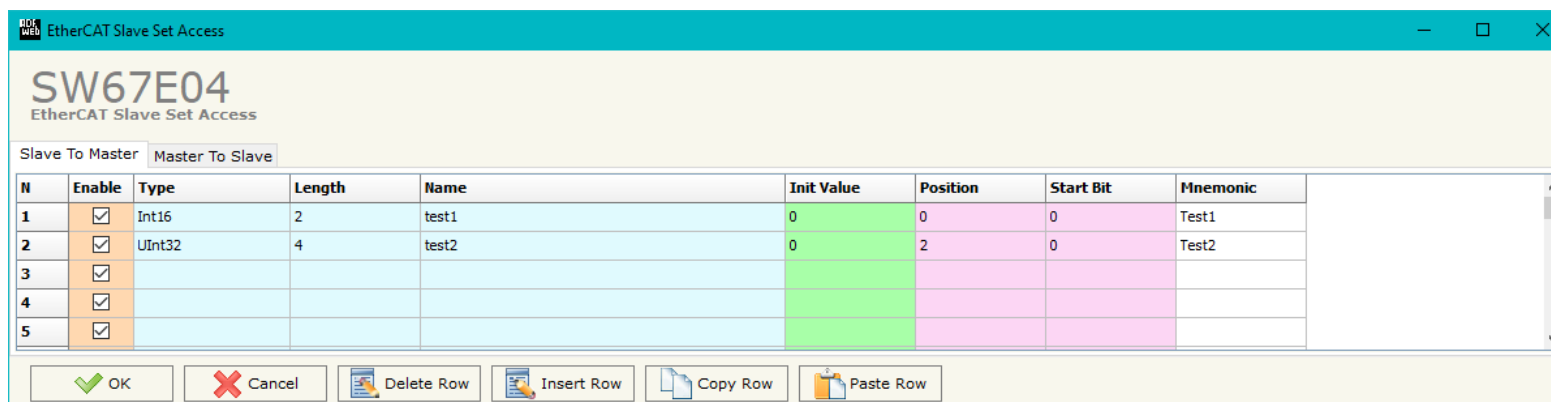 ADF WEB EtherCAT Slave Set Access
SW67E04
EtherCAT Slave Set Access
Slave To Master Master To Slave
N Enable Type Length Name Init Value Position Start Bit Mnemonic
1 Int16 2 test1 0 0 0 Test1
2 UInt32 4 test2 0 2 0 Test2
3
4
5
OK Cancel Delete Row Insert Row Copy Row Paste Row